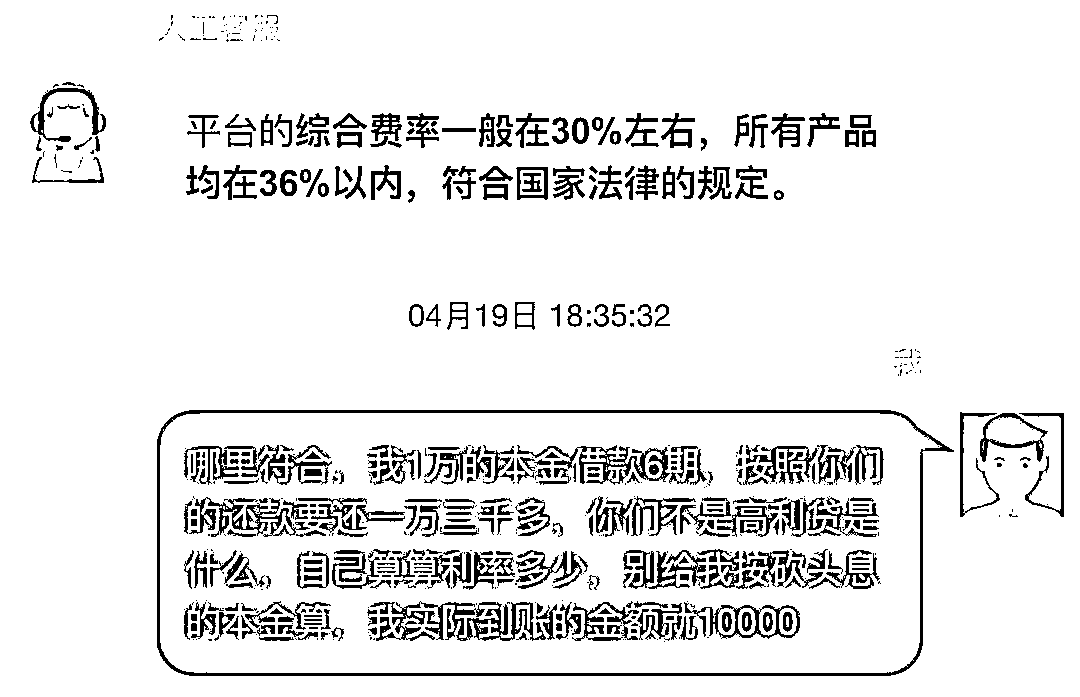 人工客服
平台的综合费率一般在30%左右，所有产品
均在36%以内，符合国家法律的规定。
04月19日 18:35:32
我
哪里符合。我1万的本金借款6期，按照你们
的还款要还一万三千多。你们不是高利贷是
什么。自己算算利率多少。别给我按砍头息
的本金算。我实际到账的金额就10000